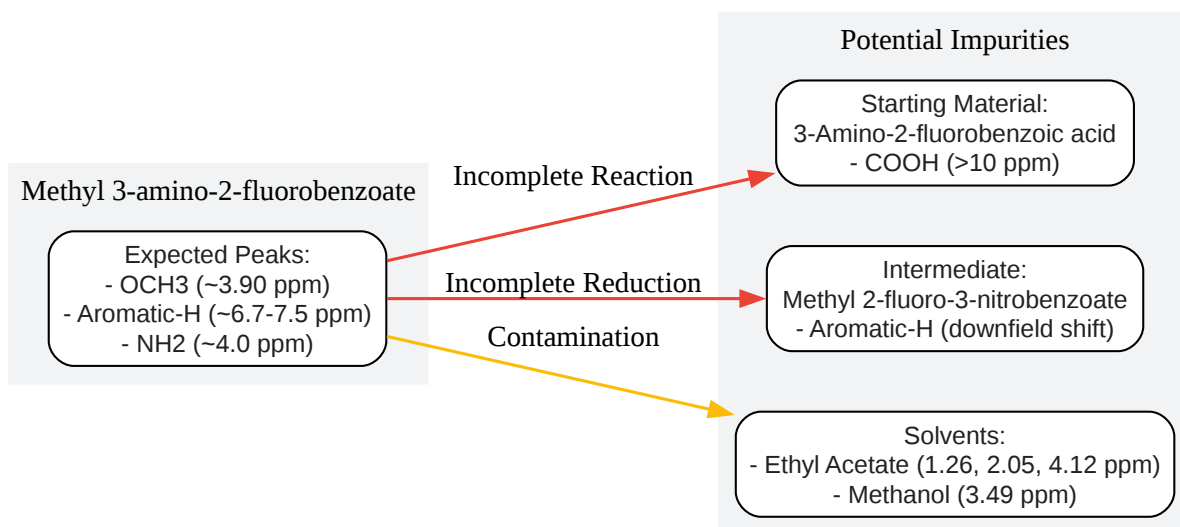 Methyl 3-amino-2-fluorobenzoate
Expected Peaks:
- OCH3 (~3.90 ppm)
- Aromatic-H (~6.7-7.5 ppm)
- NH2 (~4.0 ppm)
Incomplete Reaction
Incomplete Reduction
Contamination
Potential Impurities
Starting Material:
3-Amino-2-fluorobenzoic acid
- COOH (>10 ppm)
Intermediate:
Methyl 2-fluoro-3-nitrobenzoate
- Aromatic-H (downfield shift)
Solvents:
- Ethyl Acetate (1.26, 2.05, 4.12 ppm)
- Methanol (3.49 ppm)